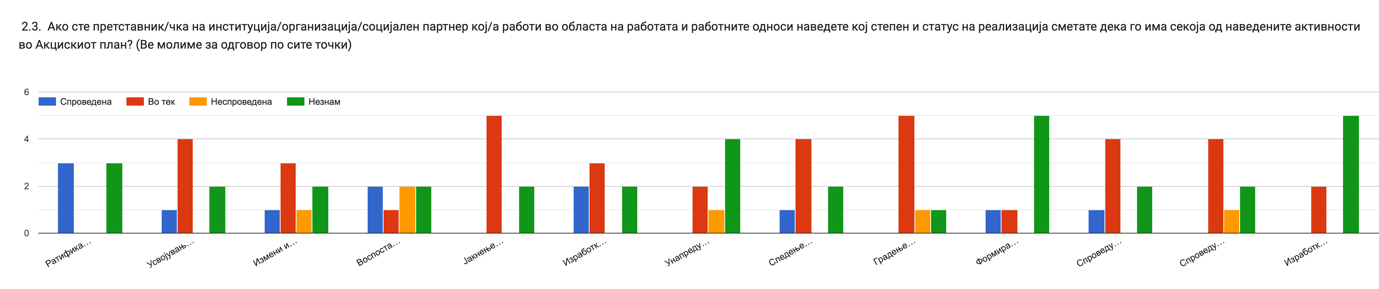 2.3. Ако сте претставник/чка на институција/организација/социјален партнер кој/а работи во областа на работата и работните односи наведете кој степен и статус на реализација сметате дека го има секоја од наведените активности
во Акцискиот план? (Ве молиме за одговор по сите точки)
6
Спроведена Во тек Неспроведена Незнам
4
2
0
Ратифика... Усвојувањ... Измени и... Воспоста... Јакнење... Изработк... Унапреду... Следење... Градење... Формира... Спроведу... Спроведу... Изработк...